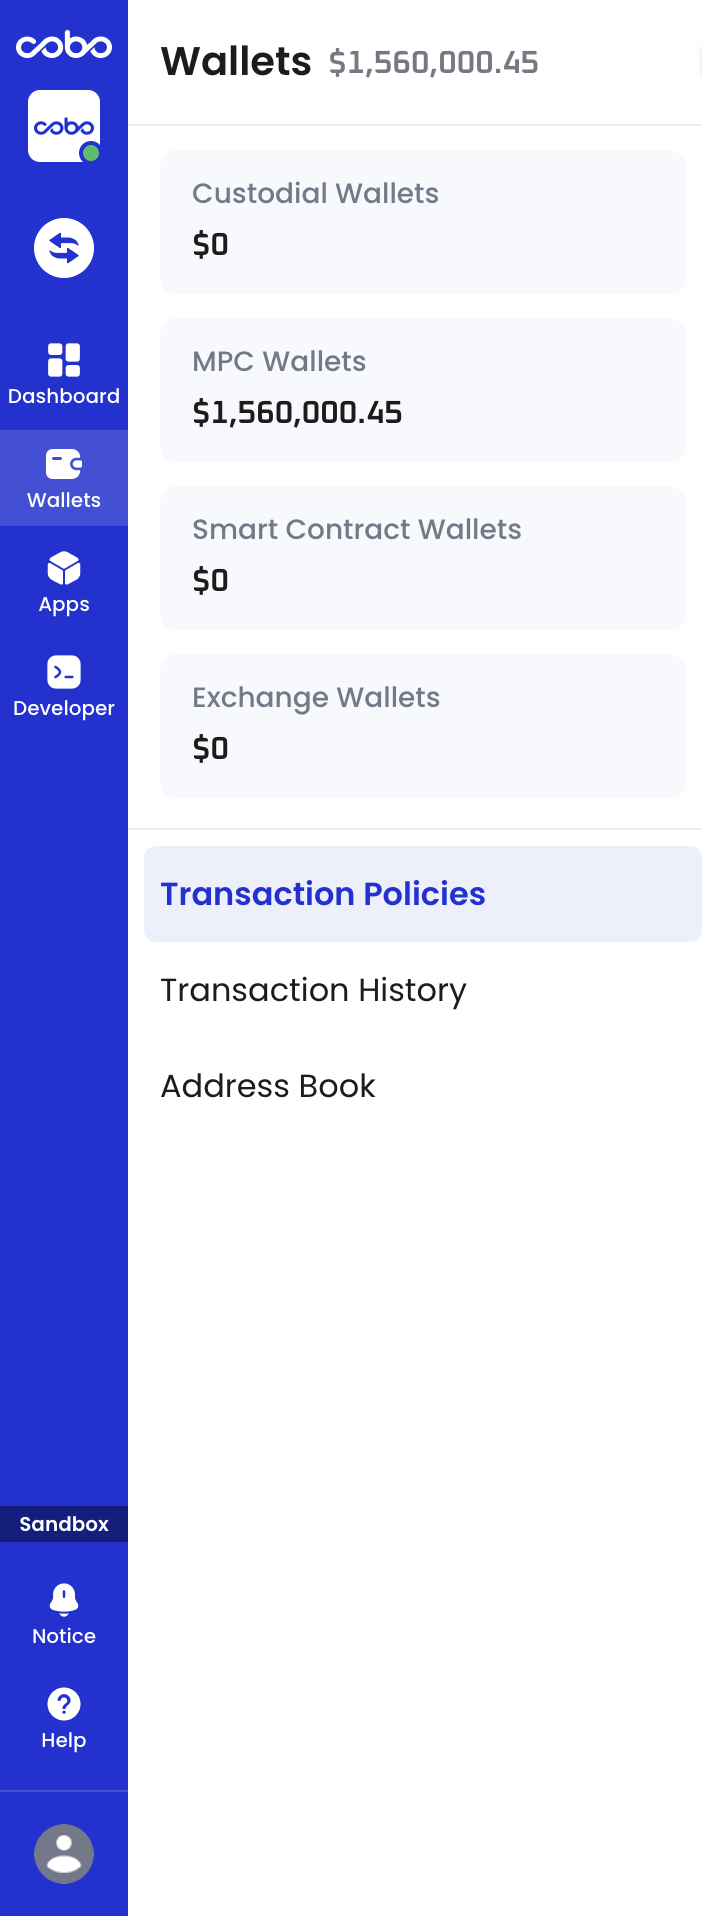 cobo
cobo
Dashboard
Wallets
Apps
Developer
Sandbox
Notice
Help
Wallets $1,560,000.45
Custodial Wallets
$0
MPC Wallets
$1,560,000.45
Smart Contract Wallets
$0
Exchange Wallets
$0
Transaction Policies
Transaction History
Address Book